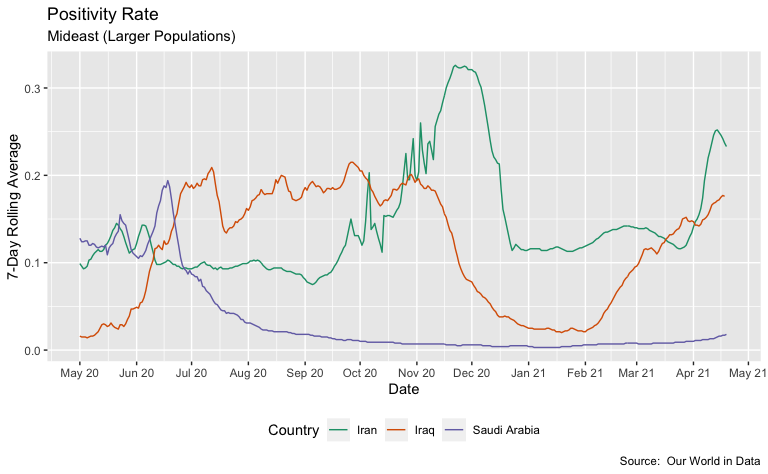 Positivity Rate
Mideast (Larger Populations)
7-Day Rolling Average
0.3
0.2
0.1
0.0
May 20 Jun 20 Jul 20 Aug 20 Sep 20 Oct 20 Nov 20 Dec 20 Jan 21 Feb 21 Mar 21 Apr 21 May 21
Date
Country Iran Iraq Saudi Arabia
Source: Our World in Data